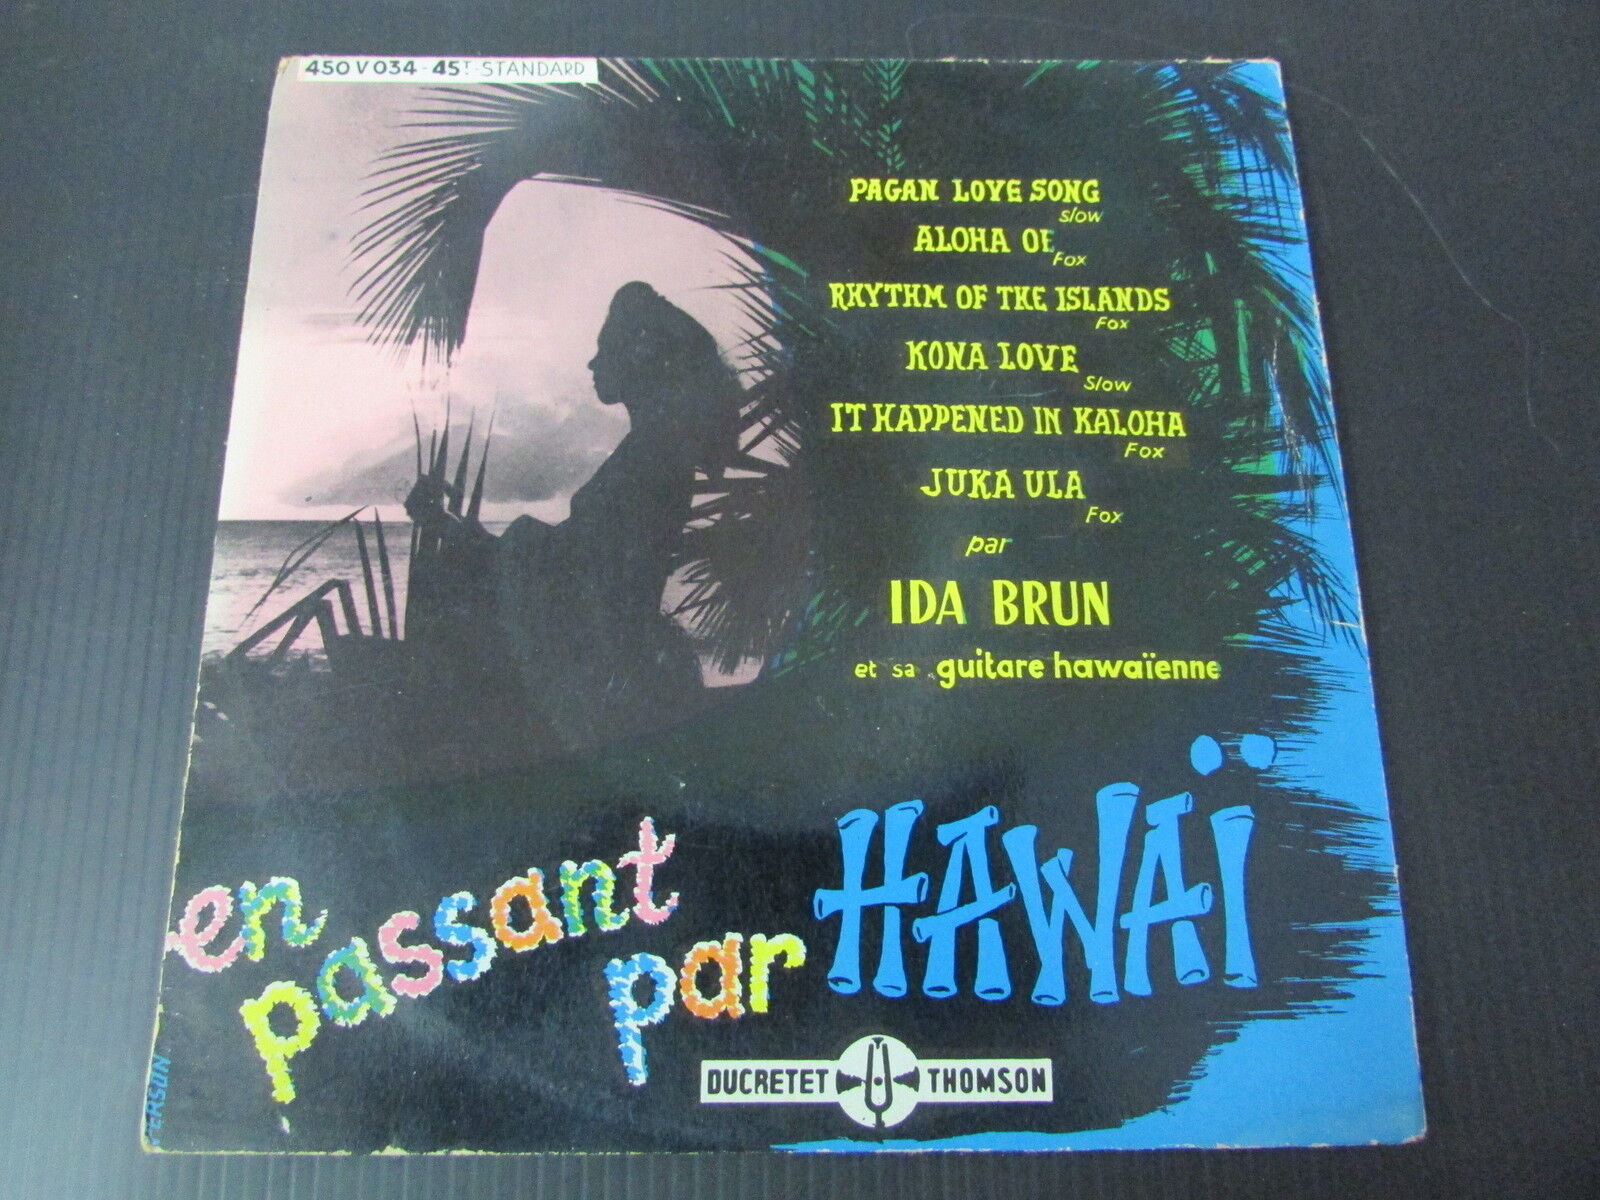 450 V 034 - 45T - STANDARD
PAGAN LOVE SONG
slow
ALOHA OE
Fox
RHYTHM OF THE ISLANDS
Fox
KONA LOVE
Slow
IT HAPPENED IN KALOHA
Fox
JUKA ULA
Fox
par
IDA BRUN
et sa guitare hawaïenne
en passant par HAWAÏ
DUCRETET THOMSON